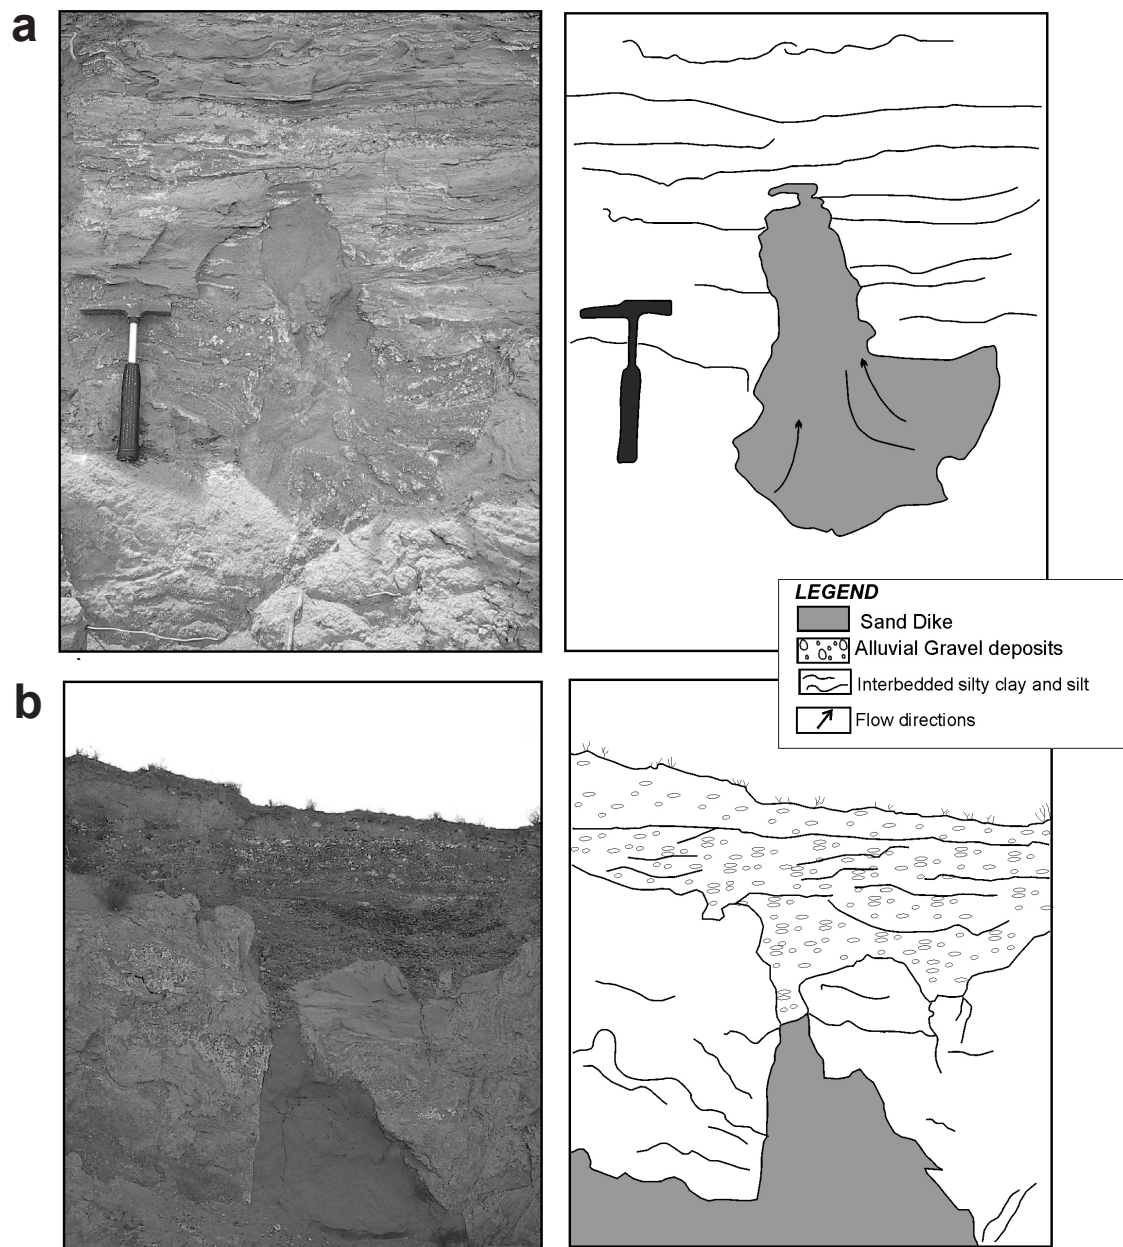 a
LEGEND
Sand Dike
Alluvial Gravel deposits
Interbedded silty clay and silt
Flow directions
b